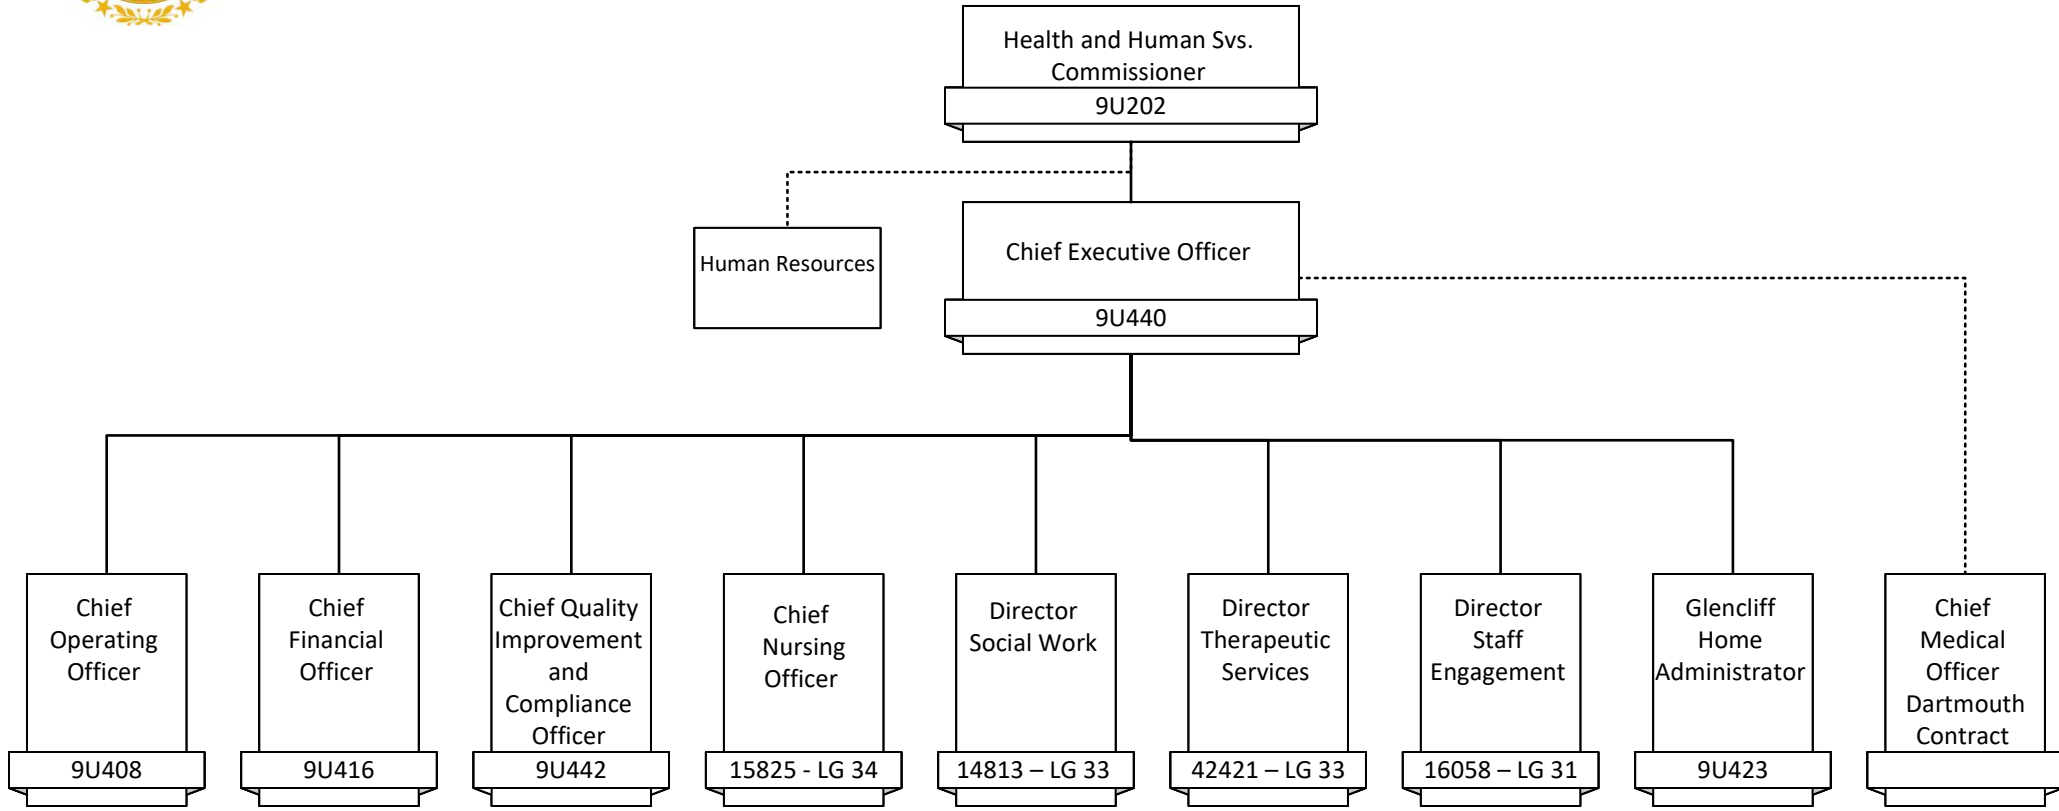 Health and Human Svs.
Commissioner
9U202
Human Resources
Chief Executive Officer
9U440
Chief
Operating
Officer
9U408
Chief
Financial
Officer
9U416
Chief Quality
Improvement
and
Compliance
Officer
9U442
Chief
Nursing
Officer
15825 - LG 34
Director
Social Work
14813 – LG 33
Director
Therapeutic
Services
42421 – LG 33
Director
Staff
Engagement
16058 – LG 31
Glencliff
Home
Administrator
9U423
Chief
Medical
Officer
Dartmouth
Contract